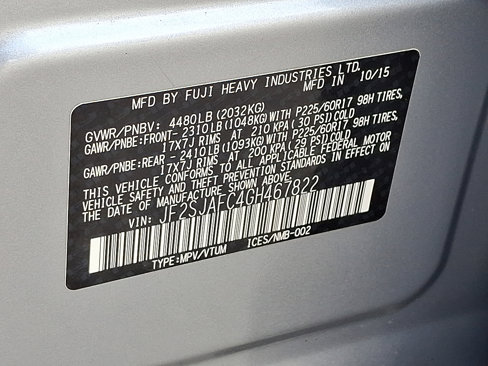 MFD BY FUJI HEAVY INDUSTRIES LTD.
MFD. IN 10/15
GVWR/PNBV: 4480LB (2032KG)
GAWR/PNBE:FRONT- 2310LB(1048KG)WITH P225/60R17 98H TIRES,
17X7J RIMS AT 210 KPA( 30 PSI)COLD
GAWR/PNBE:REAR - 2410LB(1093KG)WITH P225/60R17 98H TIRES,
17X7J RIMS AT 200 KPA( 29 PSI)COLD
THIS VEHICLE CONFORMS TO ALL APPLICABLE FEDERAL MOTOR
VEHICLE SAFETY AND THEFT PREVENTION STANDARDS IN EFFECT ON
THE DATE OF MANUFACTURE SHOWN ABOVE.
VIN: JF2SJAFC4GH467822
TYPE:MPV/VTUM ICES/NMB-002